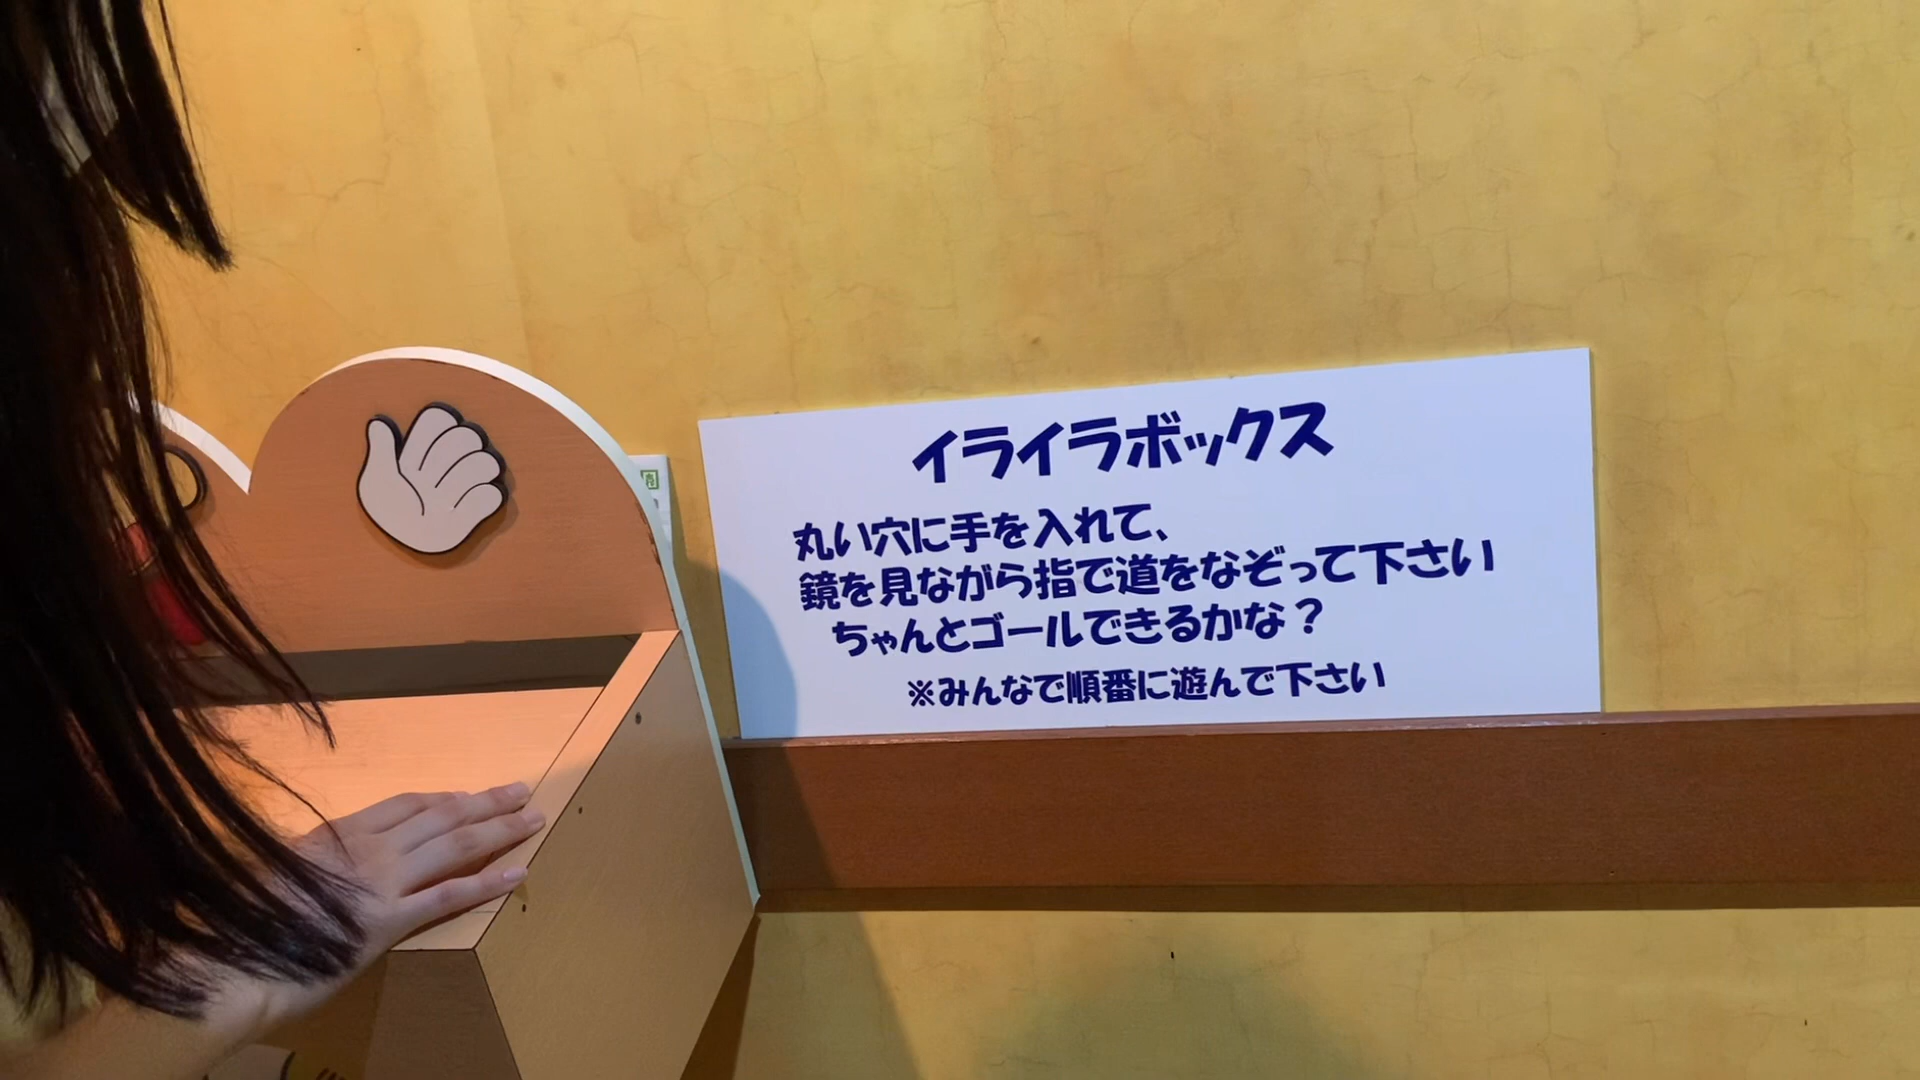 イライラボックス
丸い穴に手を入れて、
鏡を見ながら指で道をなぞって下さい
ちゃんとゴールできるかな？
※みんなで順番に遊んで下さい